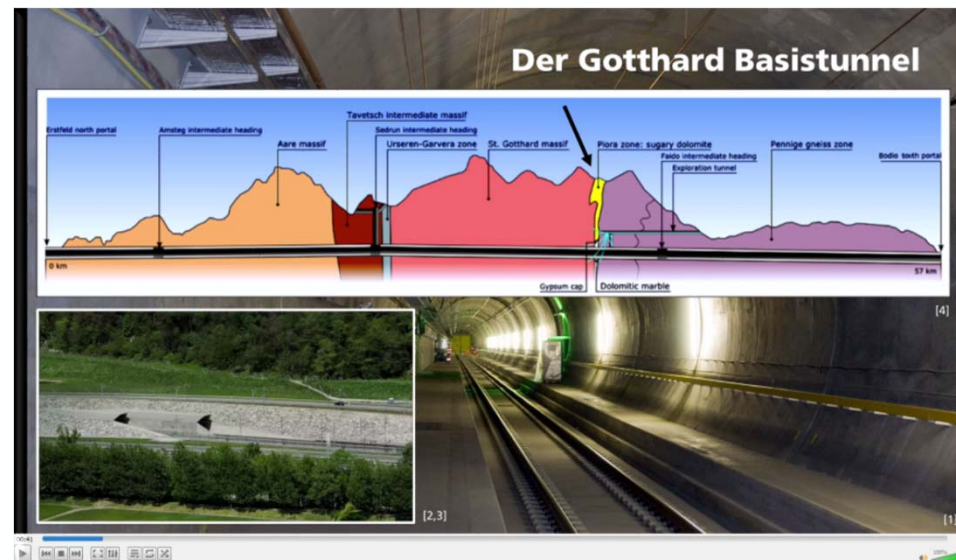 Der Gotthard Basistunnel
Tavetsch intermediate massif
Erstfeld north portal
Amsteg intermediate heading
Sedrun intermediate heading
Aare massif
Urseren-Garvera zone
St. Gotthard massif
Piora zone: sugary dolomite
Pennige gneiss zone
Faido intermediate heading
Bodio south portal
Exploration tunnel
0 km
57 km
Gypsum cap
Dolomitic marble
[4]
[2,3]
[1]
00:41
100%